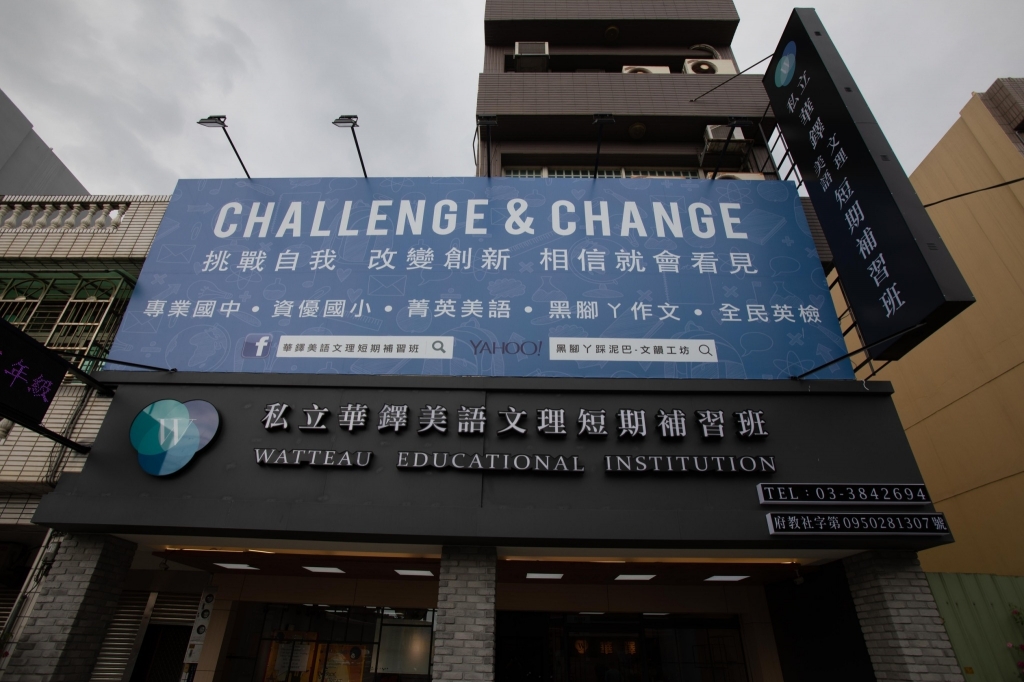 CHALLENGE & CHANGE
挑戰自我 改變創新 相信就會看見
專業國中・資優國小・菁英美語・黑腳丫作文・全民英檢
f 華鐸美語文理短期補習班 YAHOO! 黑腳丫踩泥巴-文韻工坊
私立華鐸美語文理短期補習班
W
私立華鐸美語文理短期補習班
WATTEAU EDUCATIONAL INSTITUTION
TEL：03-3842694
府教社字第0950281307號
年級